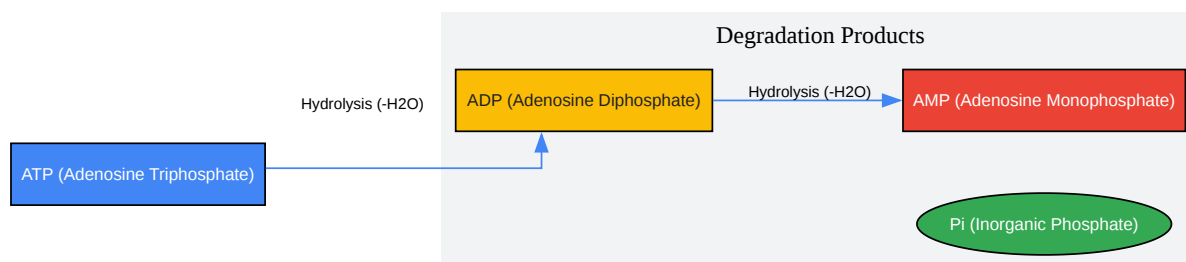 Degradation Products
Hydrolysis (-H2O)
ADP (Adenosine Diphosphate)
Hydrolysis (-H2O)
AMP (Adenosine Monophosphate)
ATP (Adenosine Triphosphate)
Pi (Inorganic Phosphate)